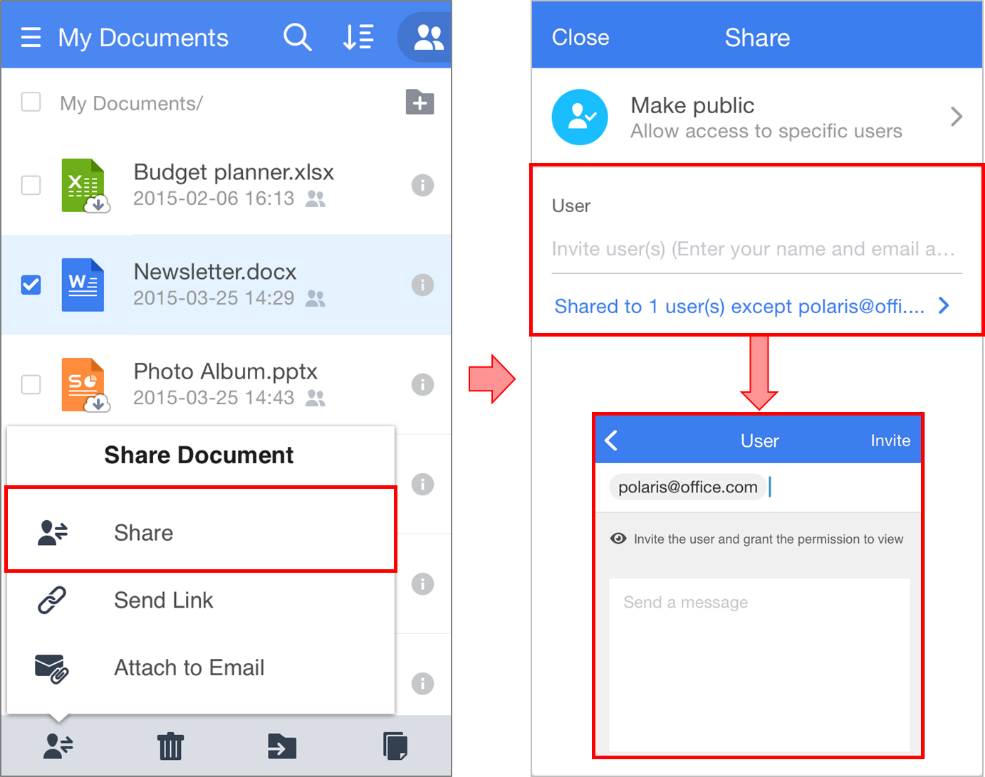 My Documents
My Documents/
Budget planner.xlsx
2015-02-06 16:13
Newsletter.docx
2015-03-25 14:29
Photo Album.pptx
2015-03-25 14:43
Share Document
Share
Send Link
Attach to Email
Close
Share
Make public
Allow access to specific users
User
Invite user(s) (Enter your name and email a...
Shared to 1 user(s) except polaris@offi....
User
Invite
polaris@office.com
Invite the user and grant the permission to view
Send a message